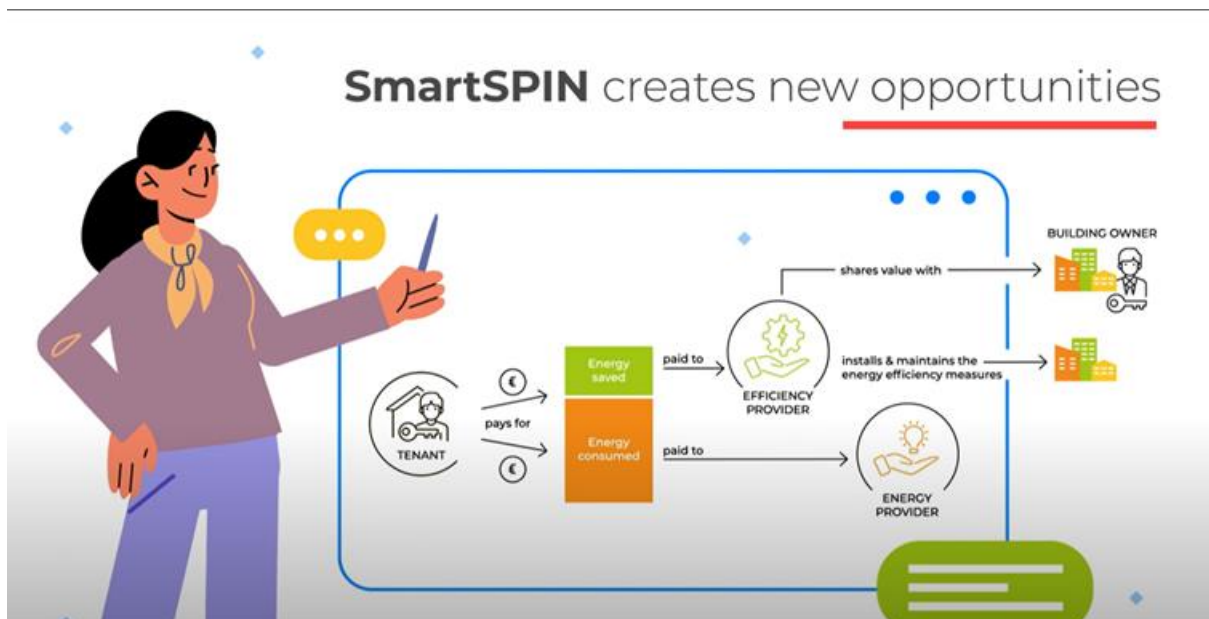 SmartSPIN creates new opportunities
BUILDING OWNER
shares value with
Energy
saved
paid to
installs & maintains the
energy efficiency measures
EFFICIENCY
PROVIDER
€
pays for
€
TENANT
Energy
consumed
paid to
ENERGY
PROVIDER